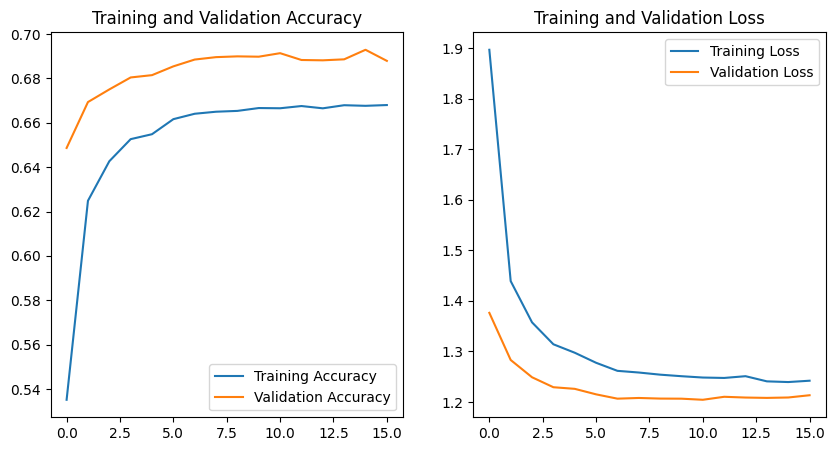 Training and Validation Accuracy
0.70
0.68
0.66
0.64
0.62
0.60
0.58
0.56
0.54
Training Accuracy
Validation Accuracy
0.0 2.5 5.0 7.5 10.0 12.5 15.0
Training and Validation Loss
1.9
1.8
1.7
1.6
1.5
1.4
1.3
1.2
Training Loss
Validation Loss
0.0 2.5 5.0 7.5 10.0 12.5 15.0